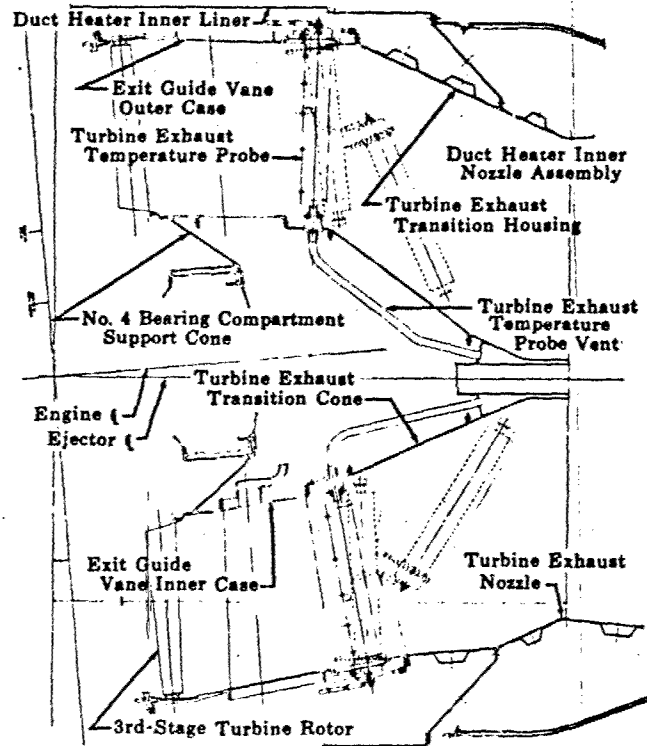 Duct Heater Inner Liner
Exit Guide Vane
Outer Case
Turbine Exhaust
Temperature Probe
Duct Heater Inner
Nozzle Assembly
Turbine Exhaust
Transition Housing
No. 4 Bearing Compartment
Support Cone
Turbine Exhaust
Temperature
Probe Vent
Turbine Exhaust
Transition Cone
Engine ℄
Ejector ℄
Exit Guide
Vane Inner Case
Turbine Exhaust
Nozzle
3rd-Stage Turbine Rotor